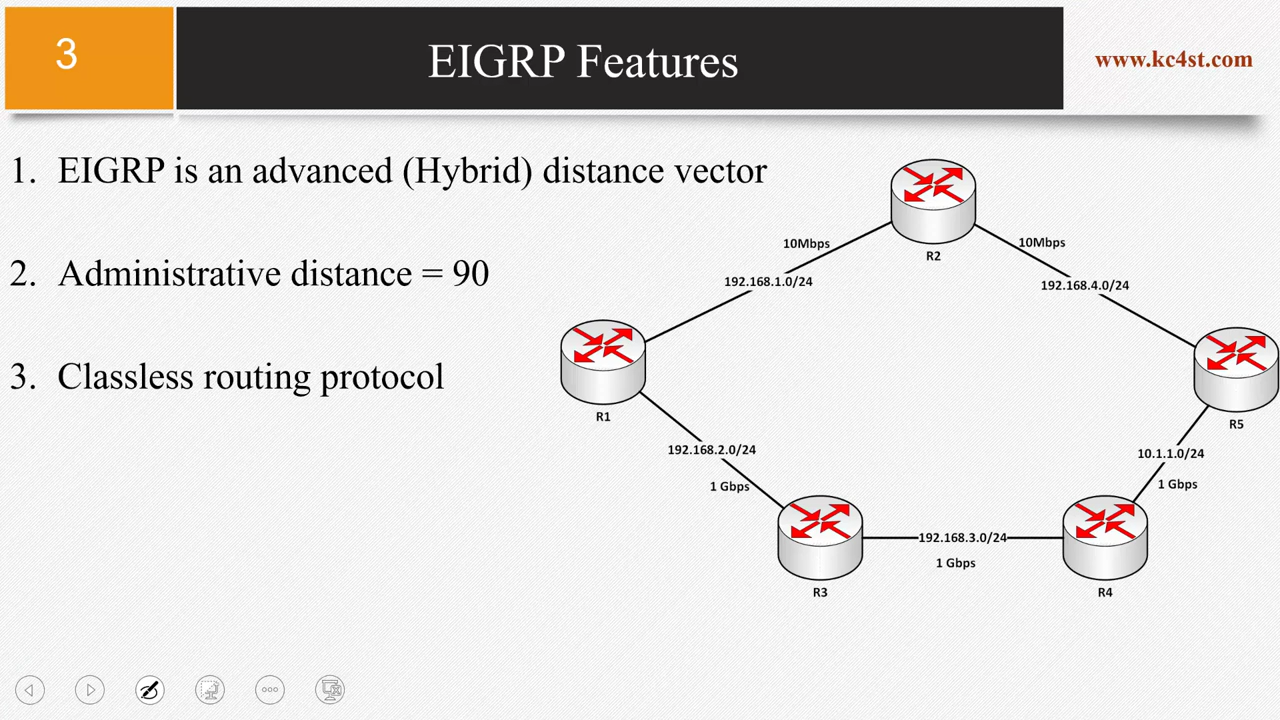 3
EIGRP Features
www.kc4st.com
1. EIGRP is an advanced (Hybrid) distance vector
2. Administrative distance = 90
3. Classless routing protocol
R2
10Mbps
10Mbps
192.168.1.0/24
192.168.4.0/24
R1
R5
192.168.2.0/24
10.1.1.0/24
1 Gbps
1 Gbps
192.168.3.0/24
1 Gbps
R3
R4